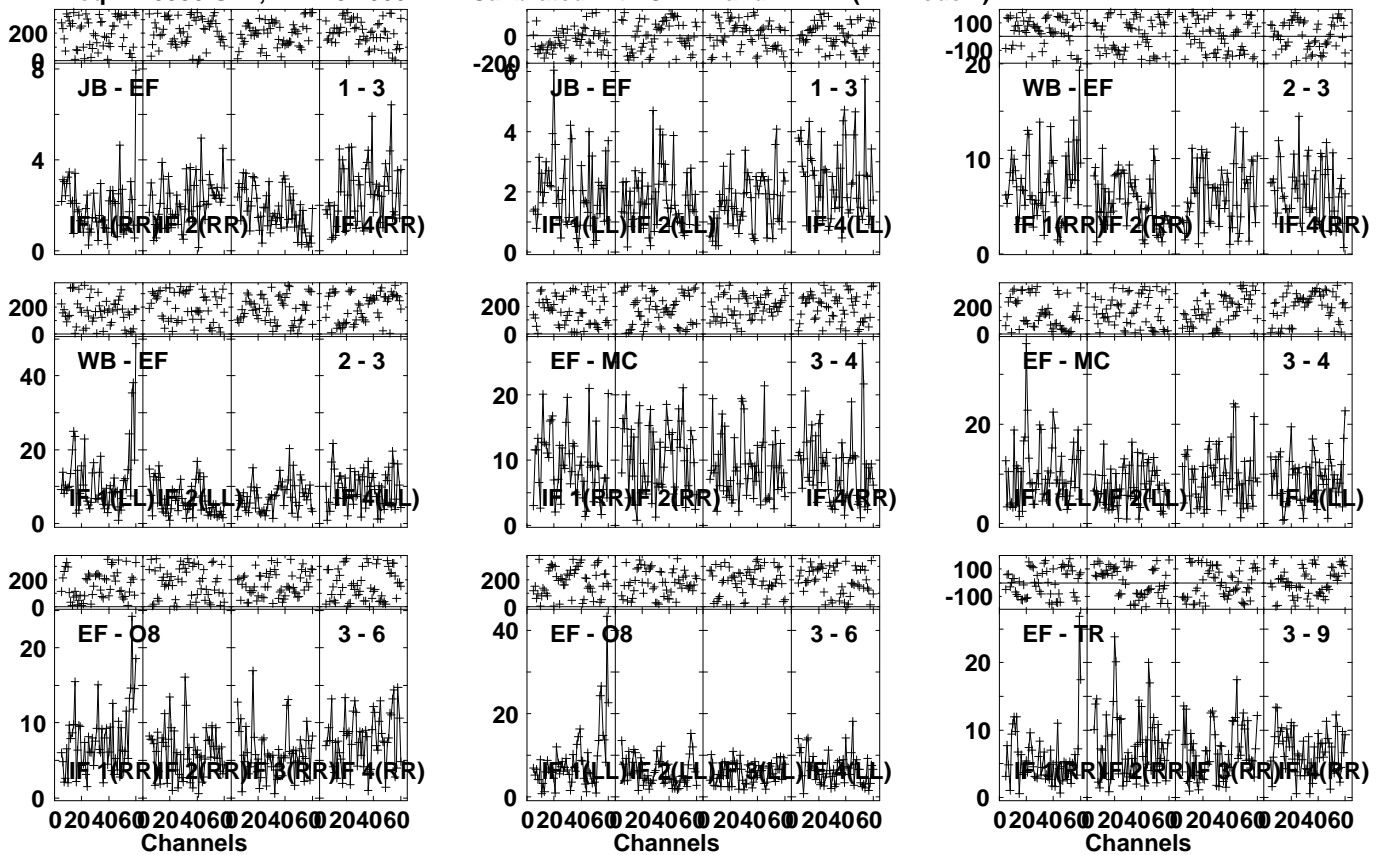 200
0
8
JB - EF
1 - 3
4
IF 1(RR)
IF 2(RR)
IF 4(RR)
0
0
-200
6
JB - EF
1 - 3
4
2
IF 1(LL)
IF 2(LL)
IF 4(LL)
0
100
-100
20
WB - EF
2 - 3
10
IF 1(RR)
IF 2(RR)
IF 4(RR)
0
200
0
WB - EF
2 - 3
40
20
IF 1(LL)
IF 2(LL)
IF 4(LL)
0
200
0
EF - MC
3 - 4
20
10
IF 1(RR)
IF 2(RR)
IF 4(RR)
0
200
0
EF - MC
3 - 4
40
20
IF 1(LL)
IF 2(LL)
IF 4(LL)
0
200
0
EF - O8
3 - 6
20
10
IF 1(RR)
IF 2(RR)
IF 3(RR)
IF 4(RR)
0
0 20 40 60 0 20 40 60 0 20 40 60 0 20 40 60
Channels
200
0
EF - O8
3 - 6
40
20
IF 1(LL)
IF 2(LL)
IF 3(LL)
IF 4(LL)
0
0 20 40 60 0 20 40 60 0 20 40 60 0 20 40 60
Channels
100
-100
EF - TR
3 - 9
20
10
IF 1(RR)
IF 2(RR)
IF 3(RR)
IF 4(RR)
0
0 20 40 60 0 20 40 60 0 20 40 60 0 20 40 60
Channels